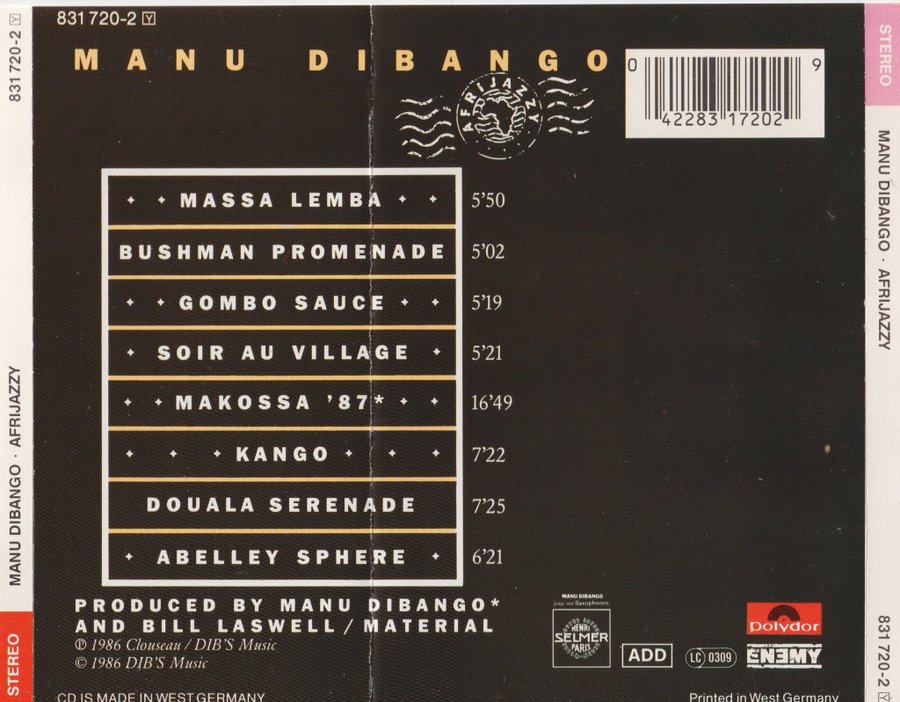 831 720-2 Y
831 720-2 Y
MANU DIBANGO
AFRIJAZZY
0 42283 17202 9
STEREO
MANU DIBANGO · AFRIJAZZY
MASSA LEMBA 5'50
BUSHMAN PROMENADE 5'02
GOMBO SAUCE 5'19
SOIR AU VILLAGE 5'21
MAKOSSA '87* 16'49
KANGO 7'22
DOUALA SERENADE 7'25
ABELLEY SPHERE 6'21
MANU DIBANGO · AFRIJAZZY
STEREO
PRODUCED BY MANU DIBANGO*
AND BILL LASWELL / MATERIAL
℗ 1986 Clouseau / DIB'S Music
© 1986 DIB'S Music
MANU DIBANGO
joue sur Saxophones
HENRI
SELMER
PARIS
ADD
LC 0309
polydor
ENEMY
831 720-2 Y
CD IS MADE IN WEST GERMANY
Printed in West Germany